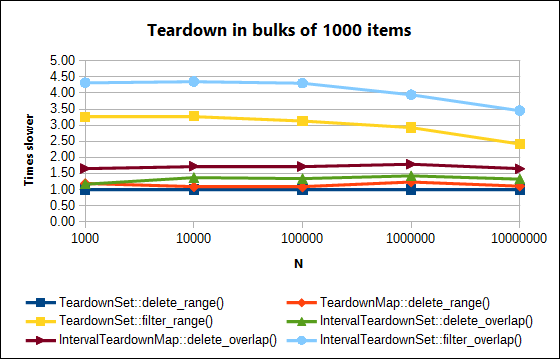 Teardown in bulks of 1000 items
5.00
4.50
4.00
3.50
3.00
2.50
2.00
1.50
1.00
0.50
0.00
Times slower
1000 10000 100000 1000000 10000000
N
TeardownSet::delete_range() TeardownMap::delete_range()
TeardownSet::filter_range() IntervalTeardownSet::delete_overlap()
IntervalTeardownMap::delete_overlap() IntervalTeardownSet::filter_overlap()